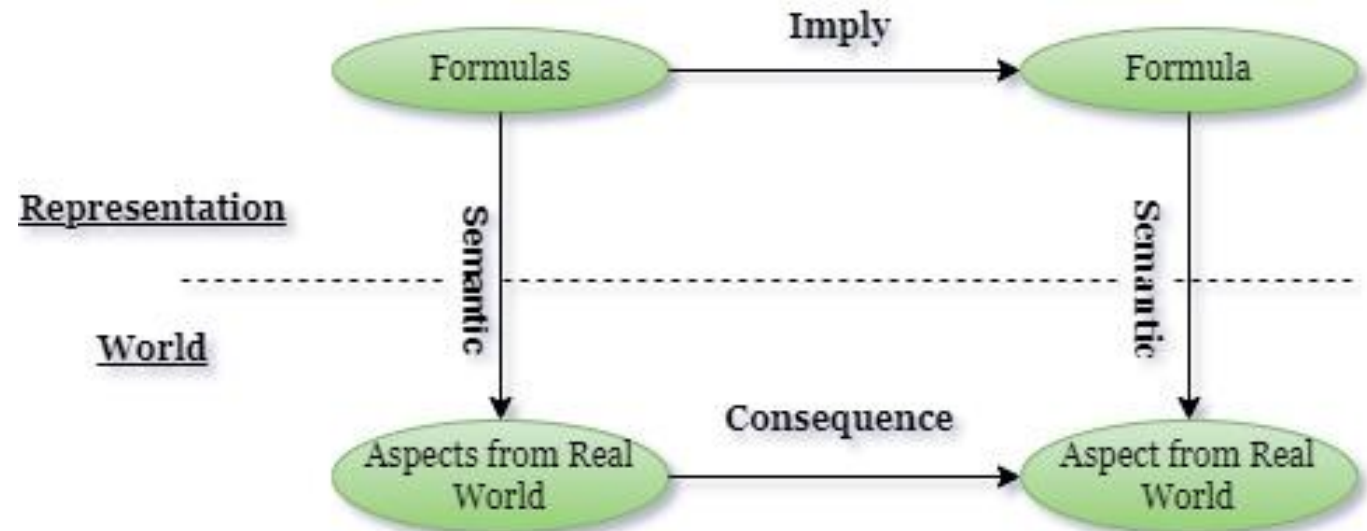 Imply
Formulas
Formula
Representation
Semantic
Semantic
World
Consequence
Aspects from Real
World
Aspect from Real
World